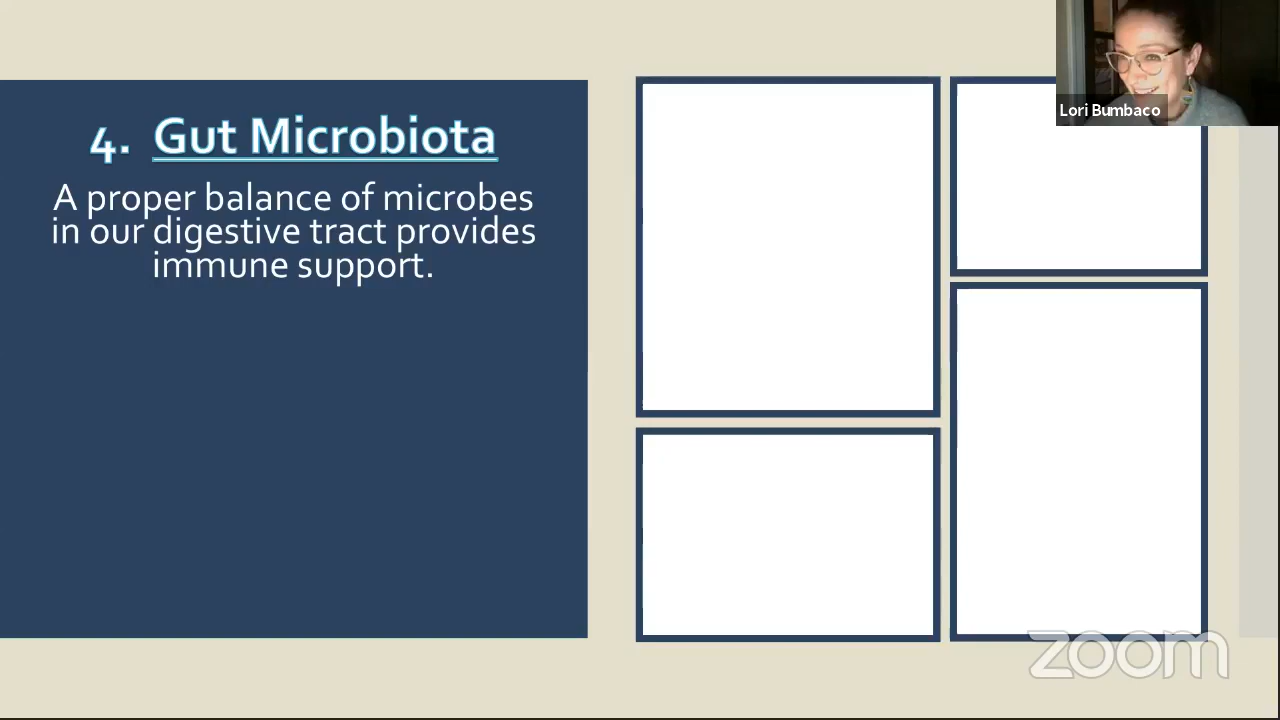 4. Gut Microbiota
A proper balance of microbes
in our digestive tract provides
immune support.
Lori Bumbaco
zoom